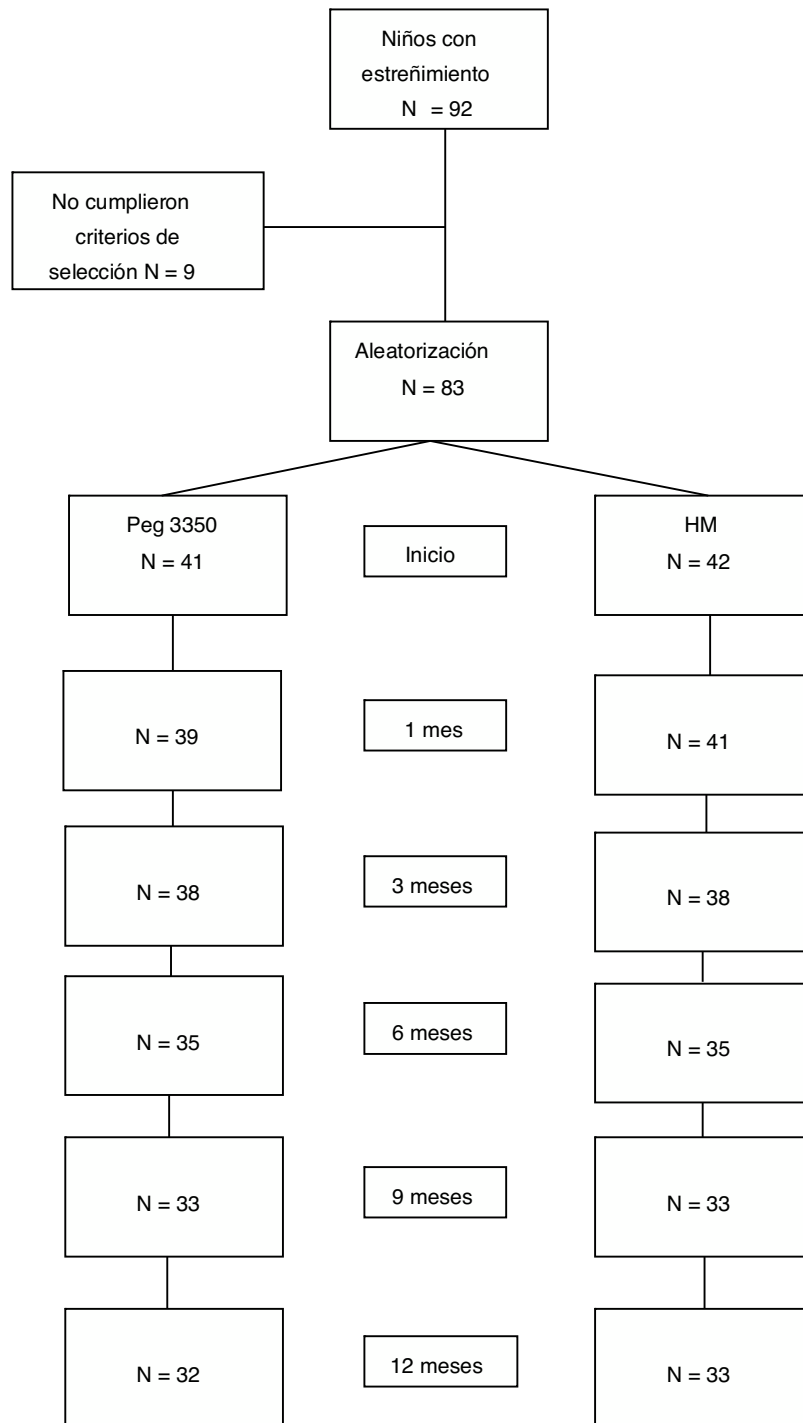 Niños con
estreñimiento
N = 92
No cumplieron
criterios de
selección N = 9
Aleatorización
N = 83
Peg 3350
N = 41
Inicio
HM
N = 42
N = 39
1 mes
N = 41
N = 38
3 meses
N = 38
N = 35
6 meses
N = 35
N = 33
9 meses
N = 33
N = 32
12 meses
N = 33